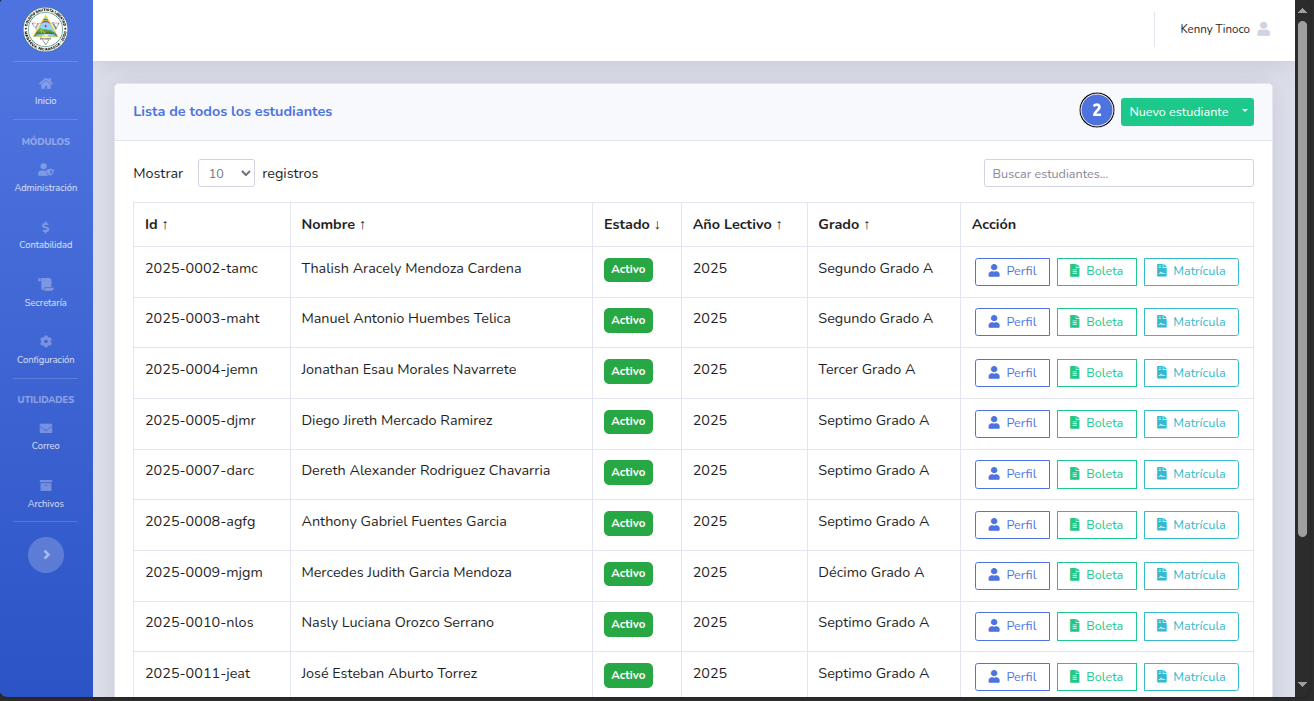 Kenny Tinoco
Inicio
MÓDULOS
Administración
Contabilidad
Secretaría
Configuración
UTILIDADES
Correo
Archivos
Lista de todos los estudiantes
2
Nuevo estudiante
Mostrar 10 registros
Buscar estudiantes...
Id ↑ Nombre ↑ Estado ↓ Año Lectivo ↑ Grado ↑ Acción
2025-0002-tamc Thalish Aracely Mendoza Cardena Activo 2025 Segundo Grado A Perfil Boleta Matrícula
2025-0003-maht Manuel Antonio Huembes Telica Activo 2025 Segundo Grado A Perfil Boleta Matrícula
2025-0004-jemn Jonathan Esau Morales Navarrete Activo 2025 Tercer Grado A Perfil Boleta Matrícula
2025-0005-djmr Diego Jireth Mercado Ramirez Activo 2025 Septimo Grado A Perfil Boleta Matrícula
2025-0007-darc Dereth Alexander Rodriguez Chavarria Activo 2025 Septimo Grado A Perfil Boleta Matrícula
2025-0008-agfg Anthony Gabriel Fuentes Garcia Activo 2025 Septimo Grado A Perfil Boleta Matrícula
2025-0009-mjgm Mercedes Judith Garcia Mendoza Activo 2025 Décimo Grado A Perfil Boleta Matrícula
2025-0010-nlos Nasly Luciana Orozco Serrano Activo 2025 Septimo Grado A Perfil Boleta Matrícula
2025-0011-jeat José Esteban Aburto Torrez Activo 2025 Septimo Grado A Perfil Boleta Matrícula